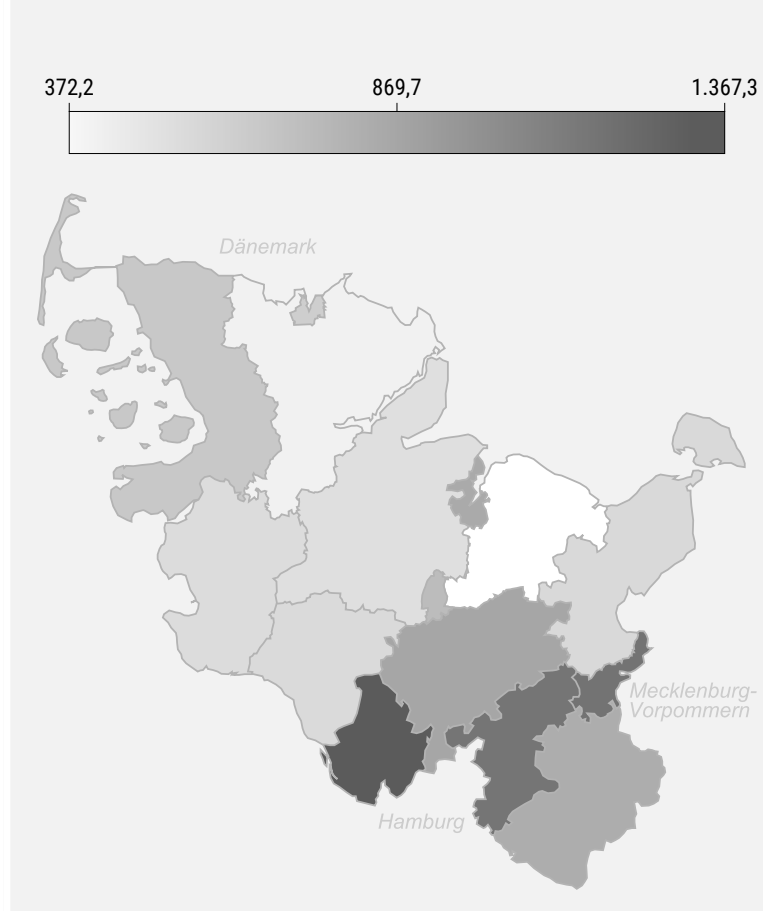 372,2 869,7 1.367,3
Dänemark
Mecklenburg-
Vorpommern
Hamburg